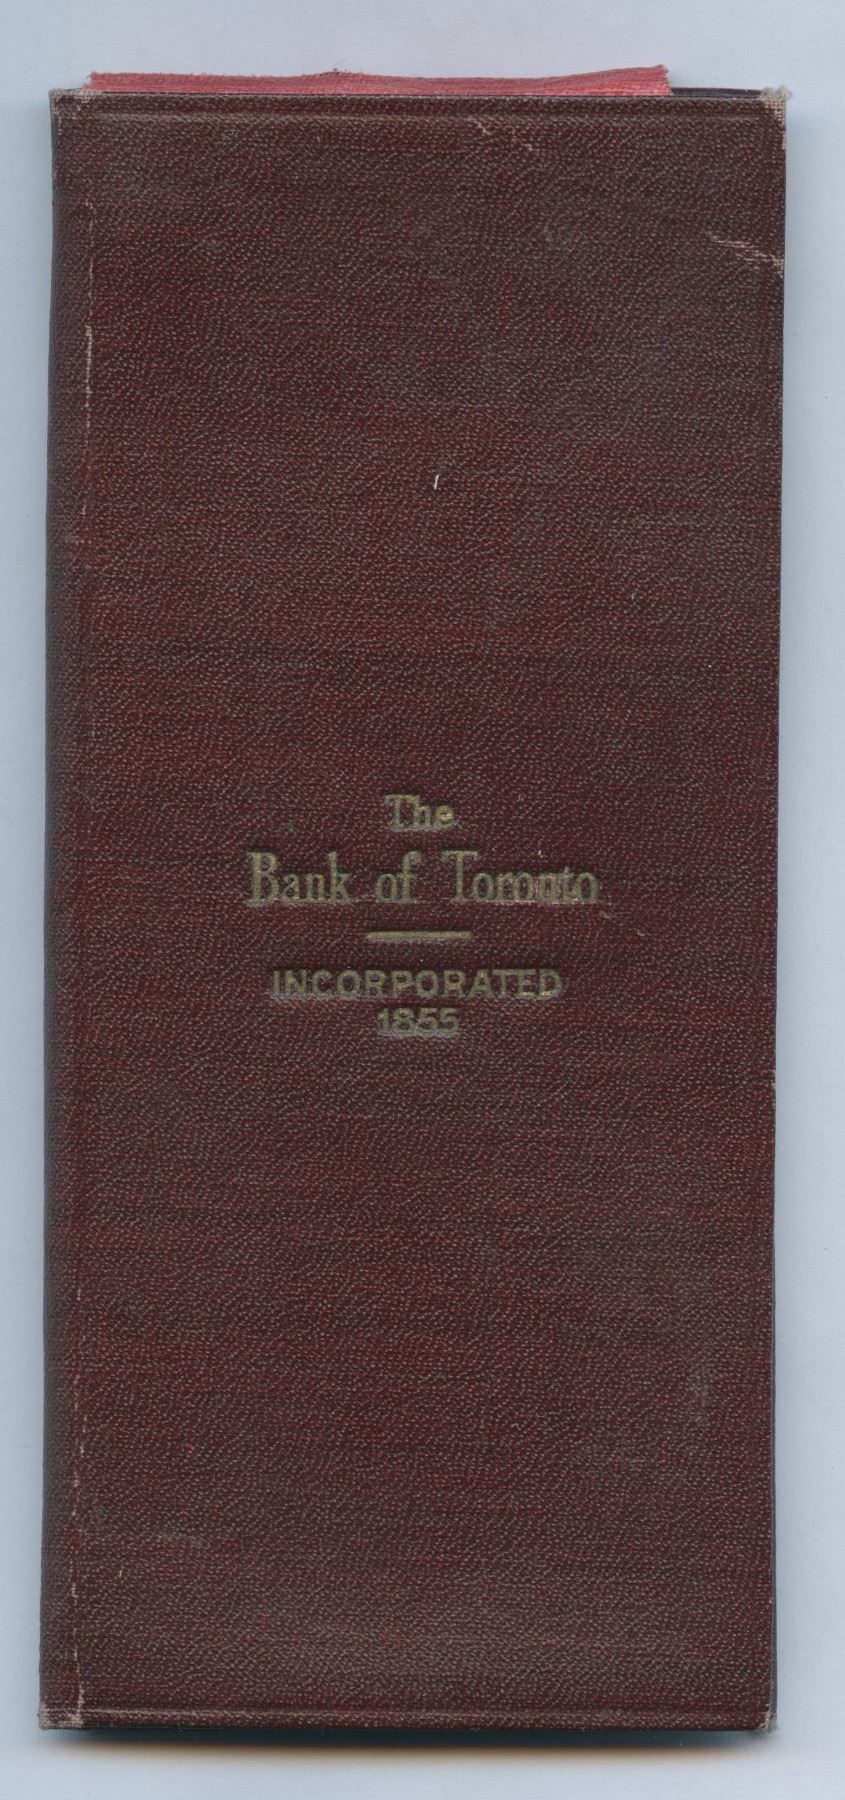 The
Bank of Toronto
INCORPORATED
1855